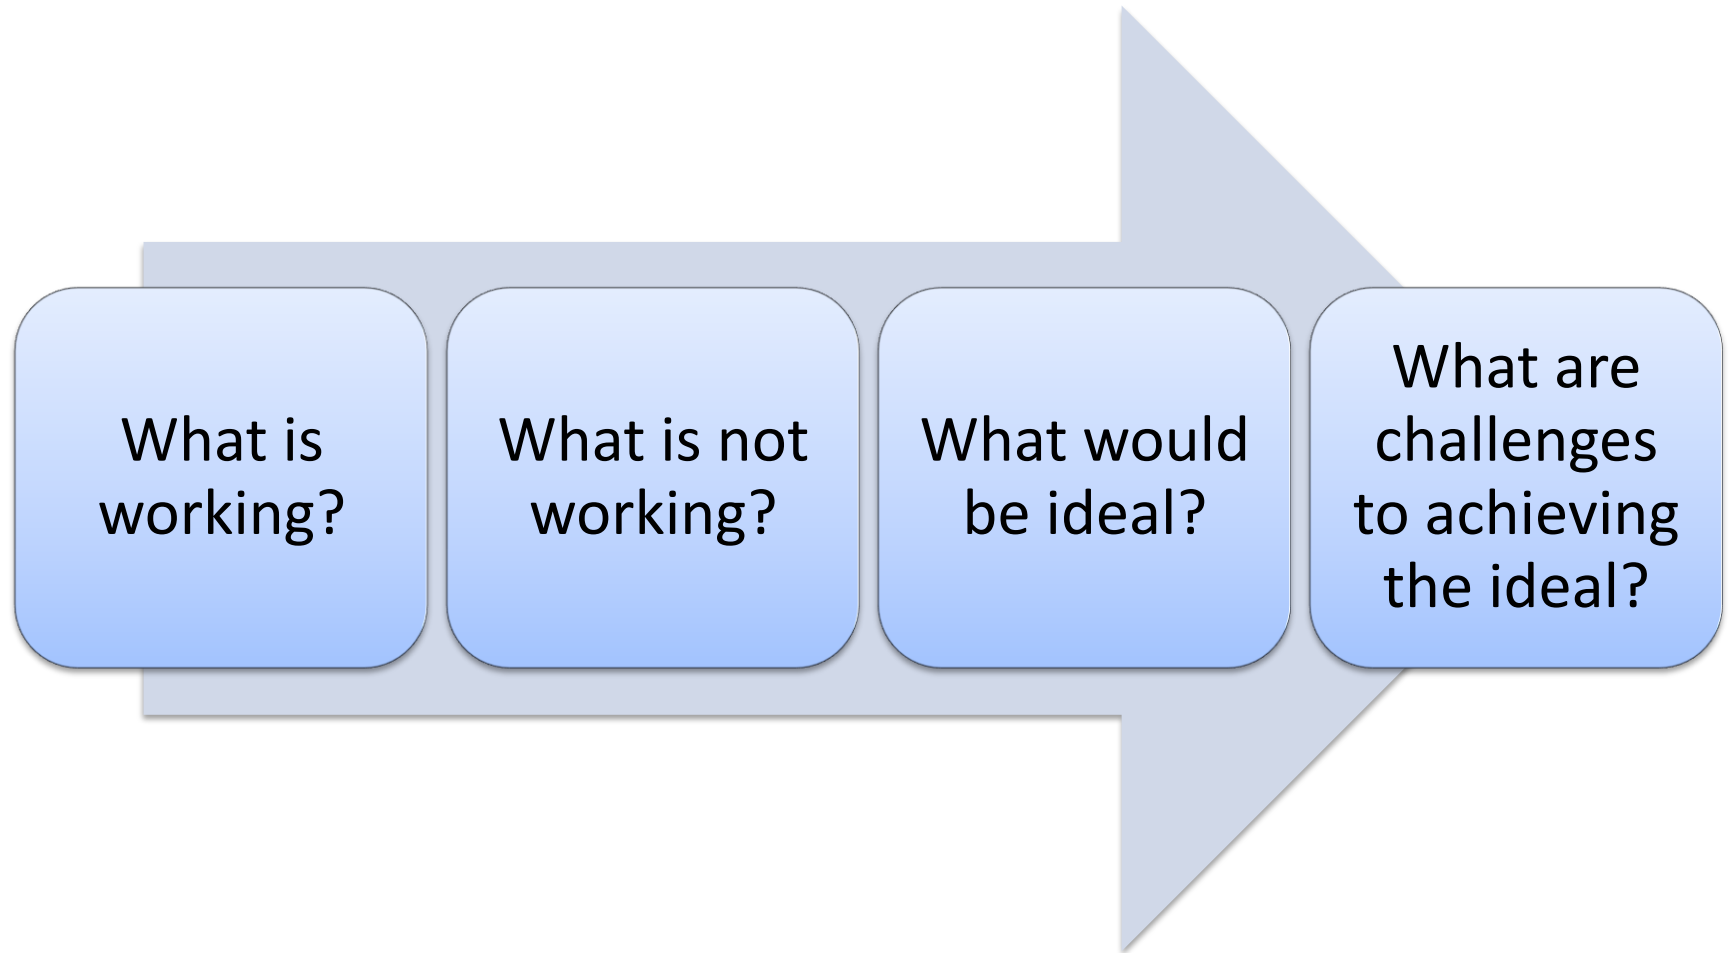 What is
working?
What is not
working?
What would
be ideal?
What are
challenges
to achieving
the ideal?